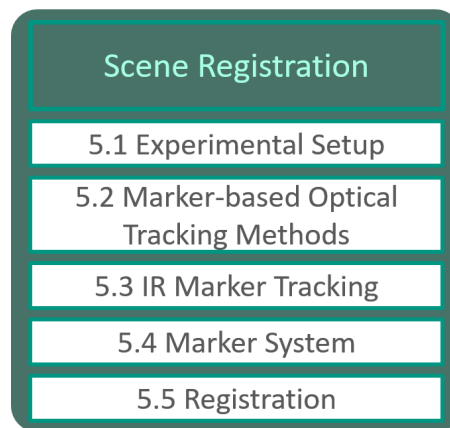 Scene Registration
5.1 Experimental Setup
5.2 Marker-based Optical
Tracking Methods
5.3 IR Marker Tracking
5.4 Marker System
5.5 Registration